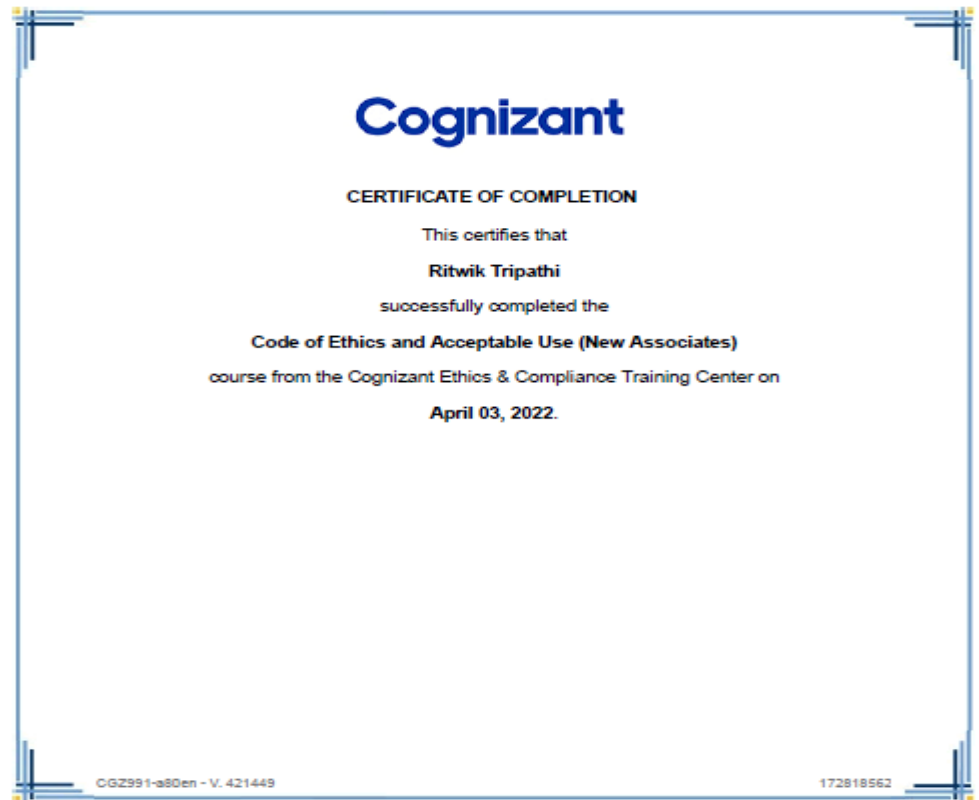 Cognizant
CERTIFICATE OF COMPLETION
This certifies that
Ritwik Tripathi
successfully completed the
Code of Ethics and Acceptable Use (New Associates)
course from the Cognizant Ethics & Compliance Training Center on
April 03, 2022.
CGZ991-a80en - V. 421449
172818562